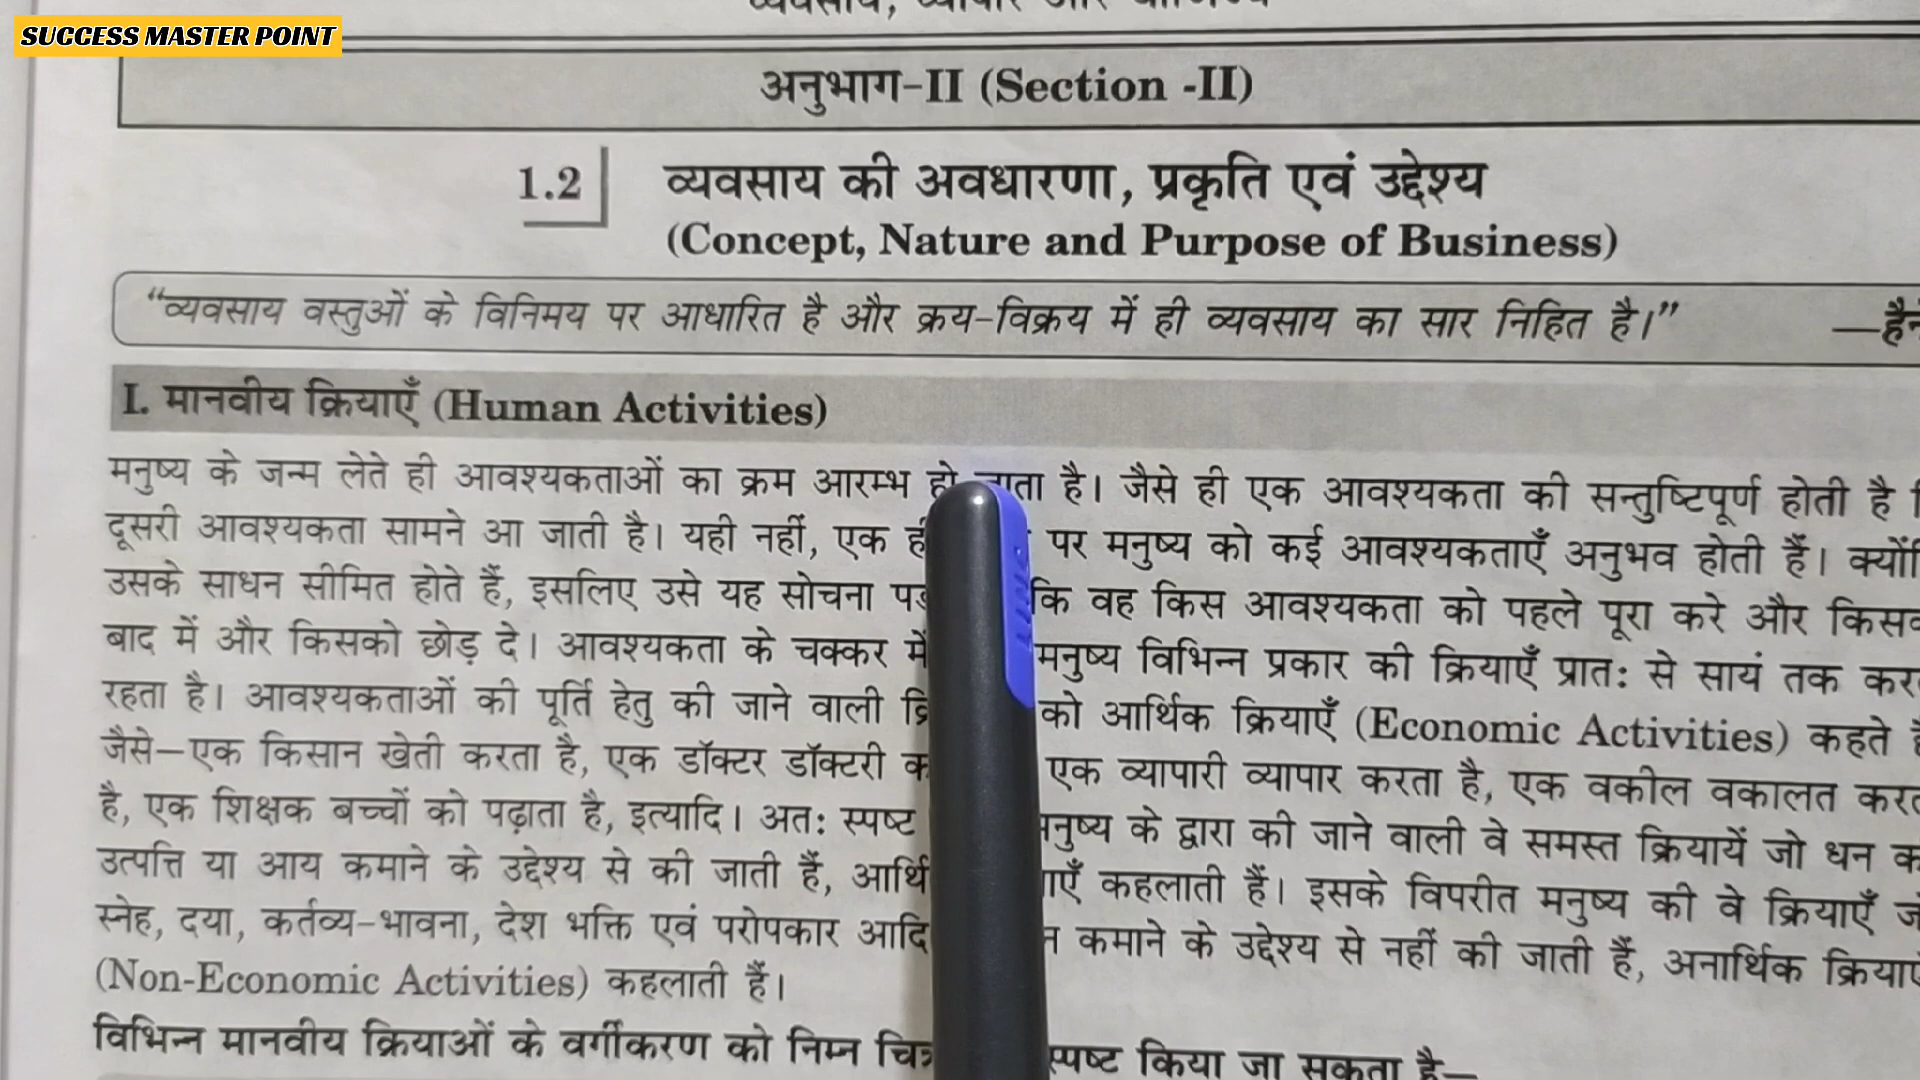 SUCCESS MASTER POINT
अनुभाग-II (Section -II)
1.2 व्यवसाय की अवधारणा, प्रकृति एवं उद्देश्य
(Concept, Nature and Purpose of Business)
“व्यवसाय वस्तुओं के विनिमय पर आधारित है और क्रय-विक्रय में ही व्यवसाय का सार निहित है।”
I. मानवीय क्रियाएँ (Human Activities)
मनुष्य के जन्म लेते ही आवश्यकताओं का क्रम आरम्भ हो जाता है। जैसे ही एक आवश्यकता की सन्तुष्टिपूर्ण होती है
दूसरी आवश्यकता सामने आ जाती है। यही नहीं, एक पर मनुष्य को कई आवश्यकताएँ अनुभव होती हैं।
उसके साधन सीमित होते हैं, इसलिए उसे यह सोचना कि वह किस आवश्यकता को पहले पूरा करे और
बाद में और किसको छोड़ दे। आवश्यकता के चक्कर में मनुष्य विभिन्न प्रकार की क्रियाएँ प्रातः से सायं तक
रहता है। आवश्यकताओं की पूर्ति हेतु की जाने वाली को आर्थिक क्रियाएँ (Economic Activities) कहते
जैसे—एक किसान खेती करता है, एक डॉक्टर डॉक्टरी एक व्यापारी व्यापार करता है, एक वकील वकालत
है, एक शिक्षक बच्चों को पढ़ाता है, इत्यादि। अतः स्पष्ट मनुष्य के द्वारा की जाने वाली वे समस्त क्रियायें जो धन
उत्पत्ति या आय कमाने के उद्देश्य से की जाती हैं, कहलाती हैं। इसके विपरीत मनुष्य की वे क्रियाएँ
स्नेह, दया, कर्तव्य-भावना, देश भक्ति एवं परोपकार आदि कमाने के उद्देश्य से नहीं की जाती हैं, अनार्थिक
(Non-Economic Activities) कहलाती हैं।
विभिन्न मानवीय क्रियाओं के वर्गीकरण को निम्न स्पष्ट किया जा सकता है—